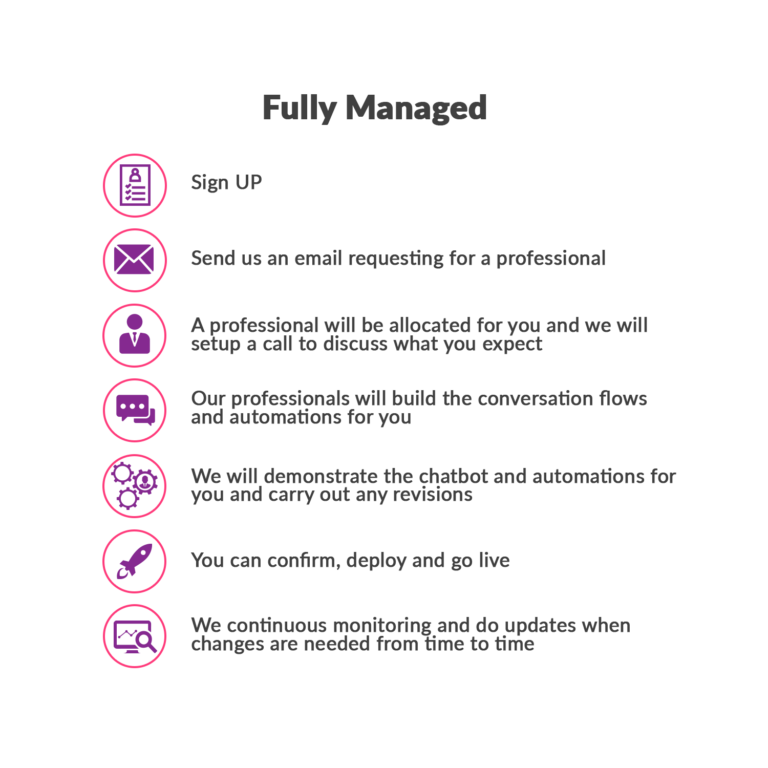 Fully Managed
Sign UP
Send us an email requesting for a professional
A professional will be allocated for you and we will
setup a call to discuss what you expect
Our professionals will build the conversation flows
and automations for you
We will demonstrate the chatbot and automations for
you and carry out any revisions
You can confirm, deploy and go live
We continuous monitoring and do updates when
changes are needed from time to time